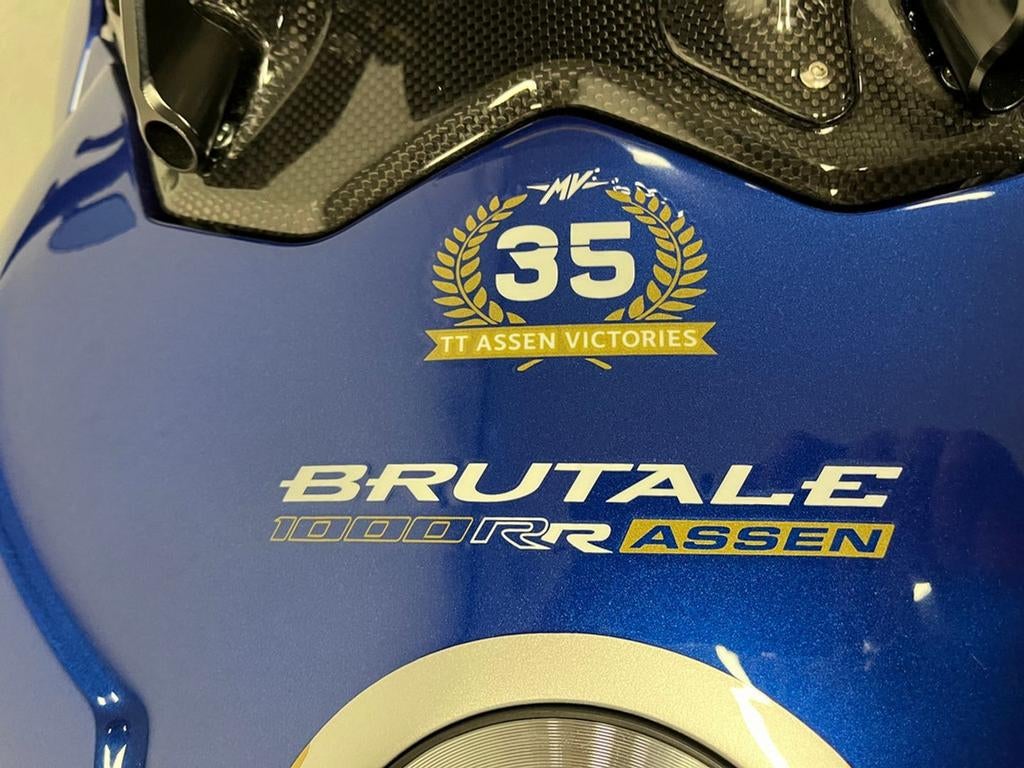 MV
35
TT ASSEN VICTORIES
BRUTALE
1000RR ASSEN